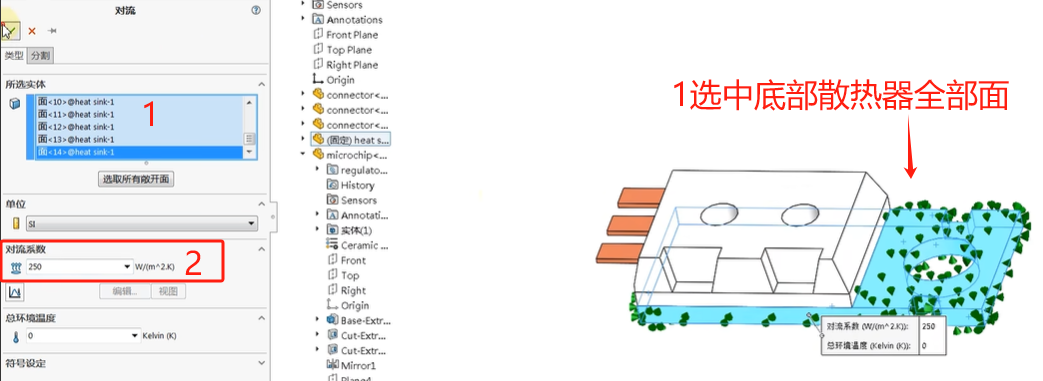 对流
类型
分割
所选实体
面<10>@heat sink-1
面<11>@heat sink-1
面<12>@heat sink-1
面<13>@heat sink-1
面<14>@heat sink-1
1
选取所有敞开面
单位
SI
对流系数
250
W/(m^2.K)
2
编辑...
视图
总环境温度
0
Kelvin (K)
符号设定
Sensors
Annotations
Front Plane
Top Plane
Right Plane
Origin
connector<...
connector<...
connector<...
(固定) heat s...
microchip<...
regulato...
History
Sensors
Annotati...
实体(1)
Ceramic ...
Front
Top
Right
Origin
Base-Extr...
Cut-Extr...
Cut-Extr...
Mirror1
Plane4
1选中底部散热器全部面
对流系数 (W/(m^2.K)): 250
总环境温度 (Kelvin (K)): 0